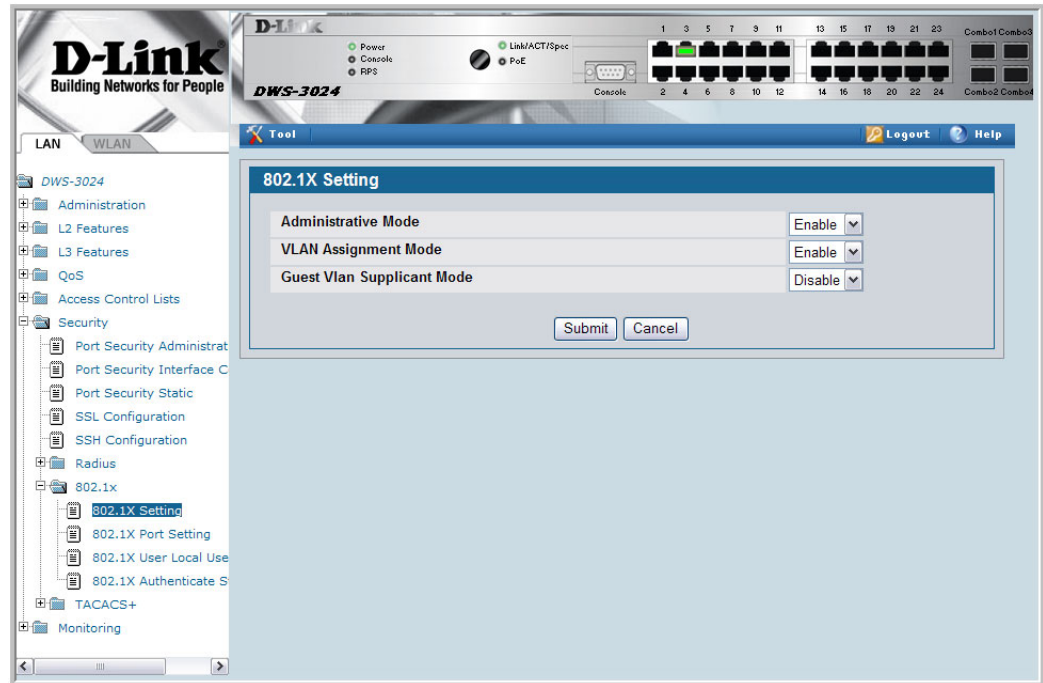 D-Link
Building Networks for People
D-Link
Power
Console
RPS
Link/ACT/Spec
PoE
DWS-3024
Console
1 3 5 7 9 11
13 15 17 19 21 23
Combo1 Combo3
2 4 6 8 10 12
14 16 18 20 22 24
Combo2 Combo4
LAN
WLAN
Tool
Logout
Help
DWS-3024
Administration
L2 Features
L3 Features
QoS
Access Control Lists
Security
Port Security Administrat
Port Security Interface C
Port Security Static
SSL Configuration
SSH Configuration
Radius
802.1x
802.1X Setting
802.1X Port Setting
802.1X User Local Use
802.1X Authenticate S
TACACS+
Monitoring
802.1X Setting
Administrative Mode
Enable
VLAN Assignment Mode
Enable
Guest Vlan Supplicant Mode
Disable
Submit
Cancel